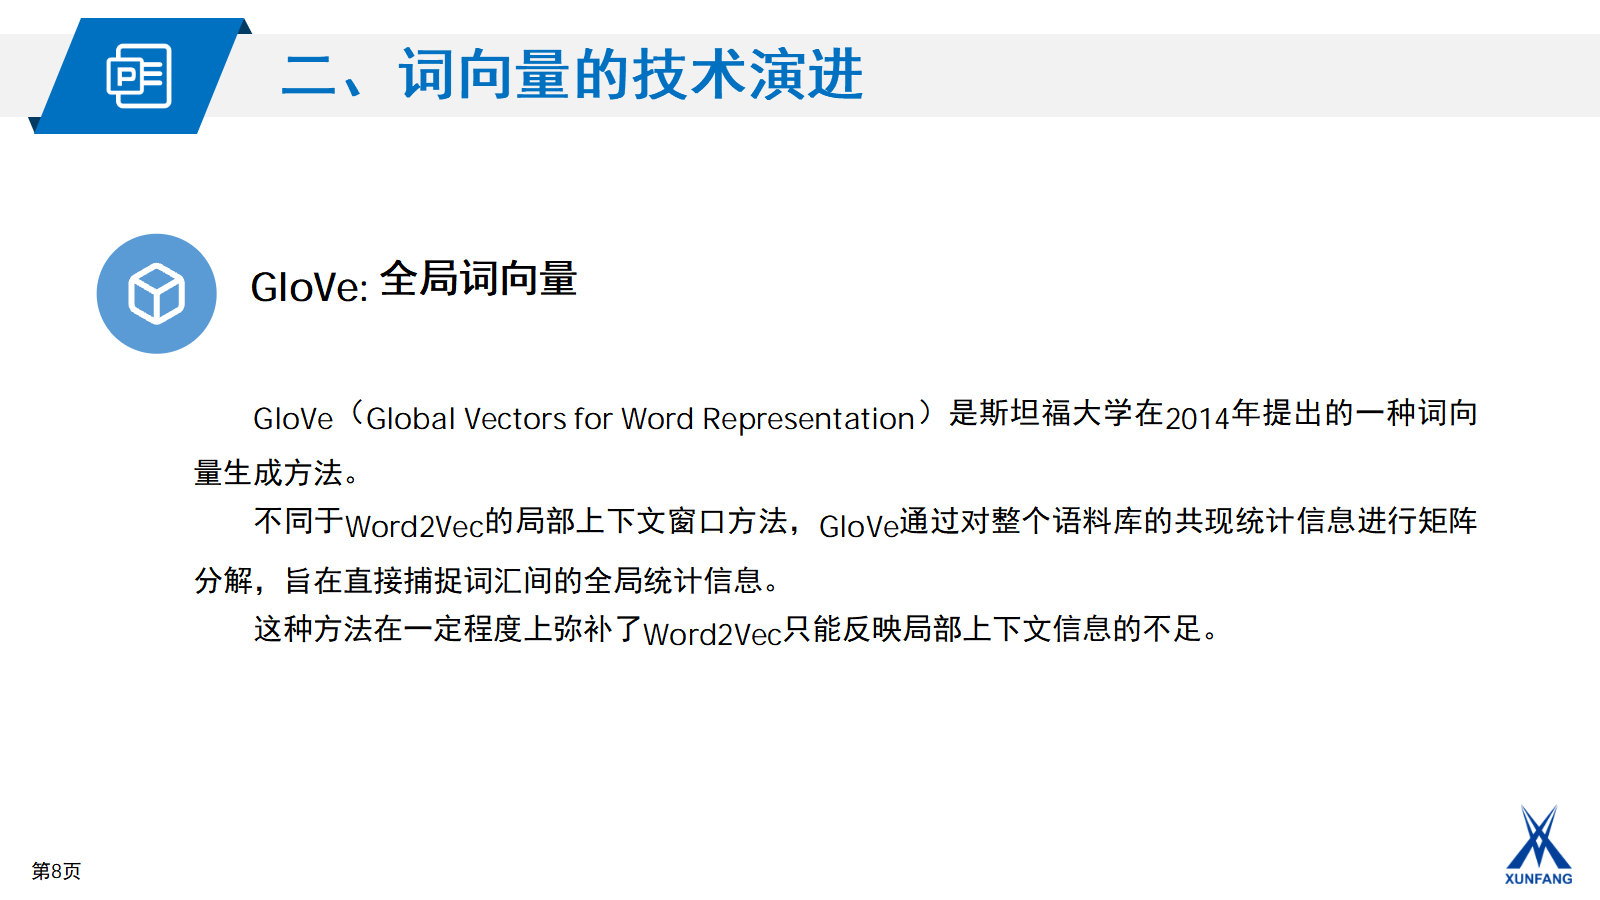 二、词向量的技术演进
GloVe: 全局词向量
GloVe（Global Vectors for Word Representation）是斯坦福大学在2014年提出的一种词向
量生成方法。
不同于Word2Vec的局部上下文窗口方法，GloVe通过对整个语料库的共现统计信息进行矩阵
分解，旨在直接捕捉词汇间的全局统计信息。
这种方法在一定程度上弥补了Word2Vec只能反映局部上下文信息的不足。
第8页
XUNFANG